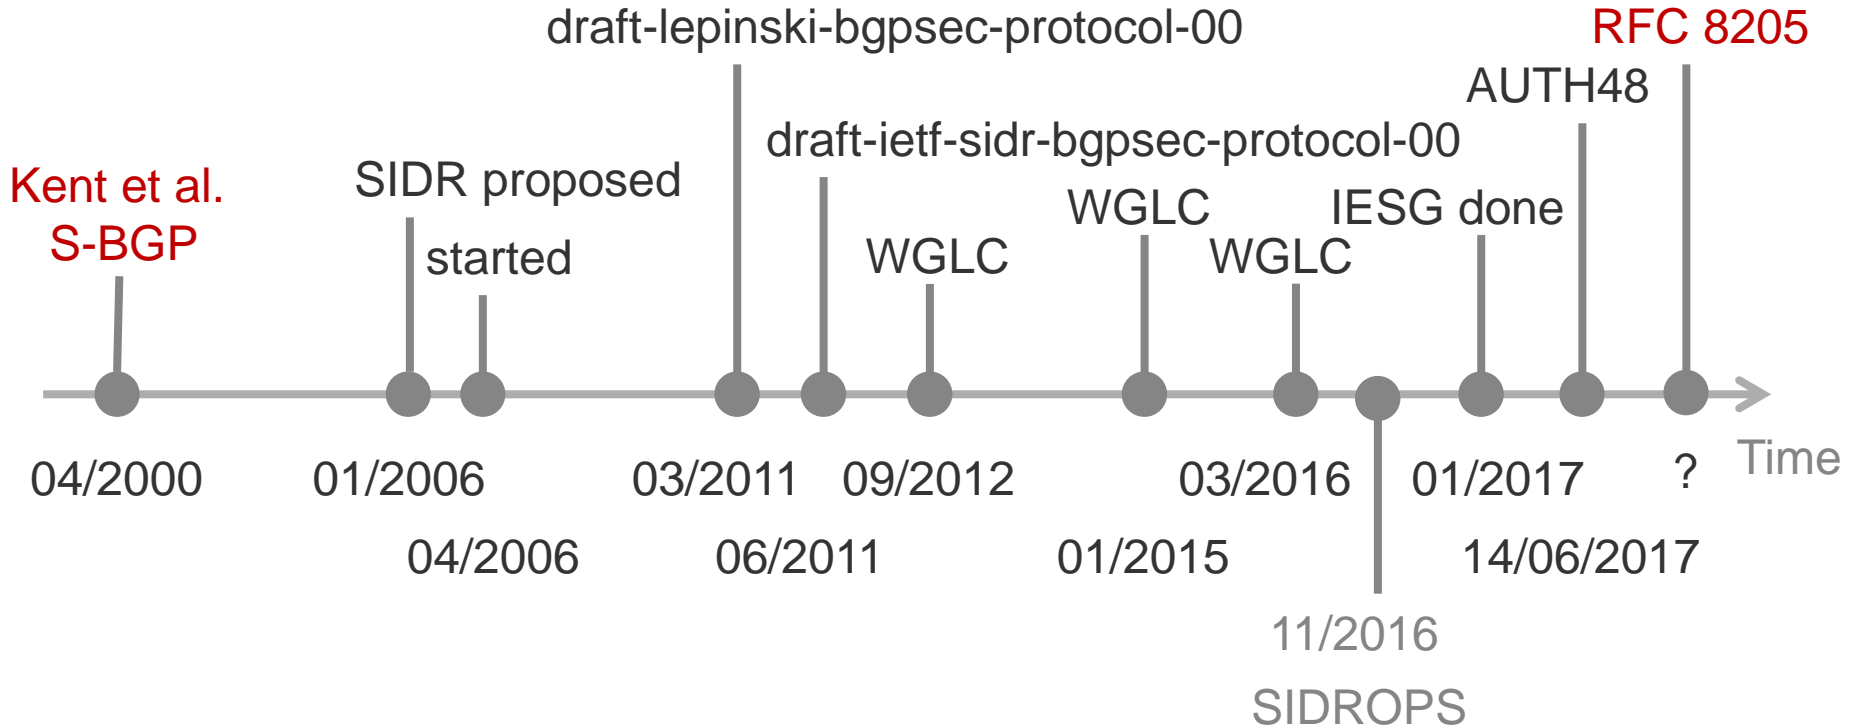 draft-lepinski-bgpsec-protocol-00
RFC 8205
AUTH48
draft-ietf-sidr-bgpsec-protocol-00
Kent et al.
S-BGP
SIDR proposed
started
WGLC
WGLC
WGLC
IESG done
04/2000
01/2006
03/2011
09/2012
03/2016
01/2017
?
Time
04/2006
06/2011
01/2015
14/06/2017
11/2016
SIDROPS